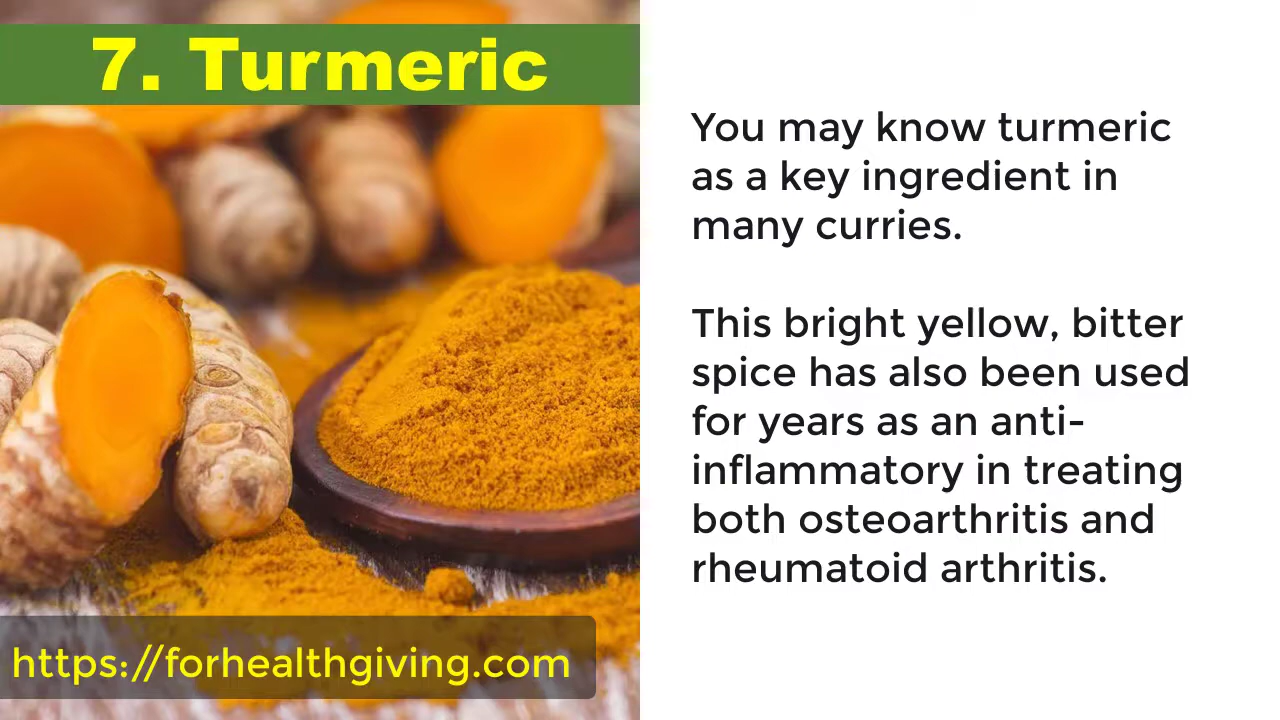 7. Turmeric
You may know turmeric
as a key ingredient in
many curries.
This bright yellow, bitter
spice has also been used
for years as an anti-
inflammatory in treating
both osteoarthritis and
rheumatoid arthritis.
https://forhealthgiving.com